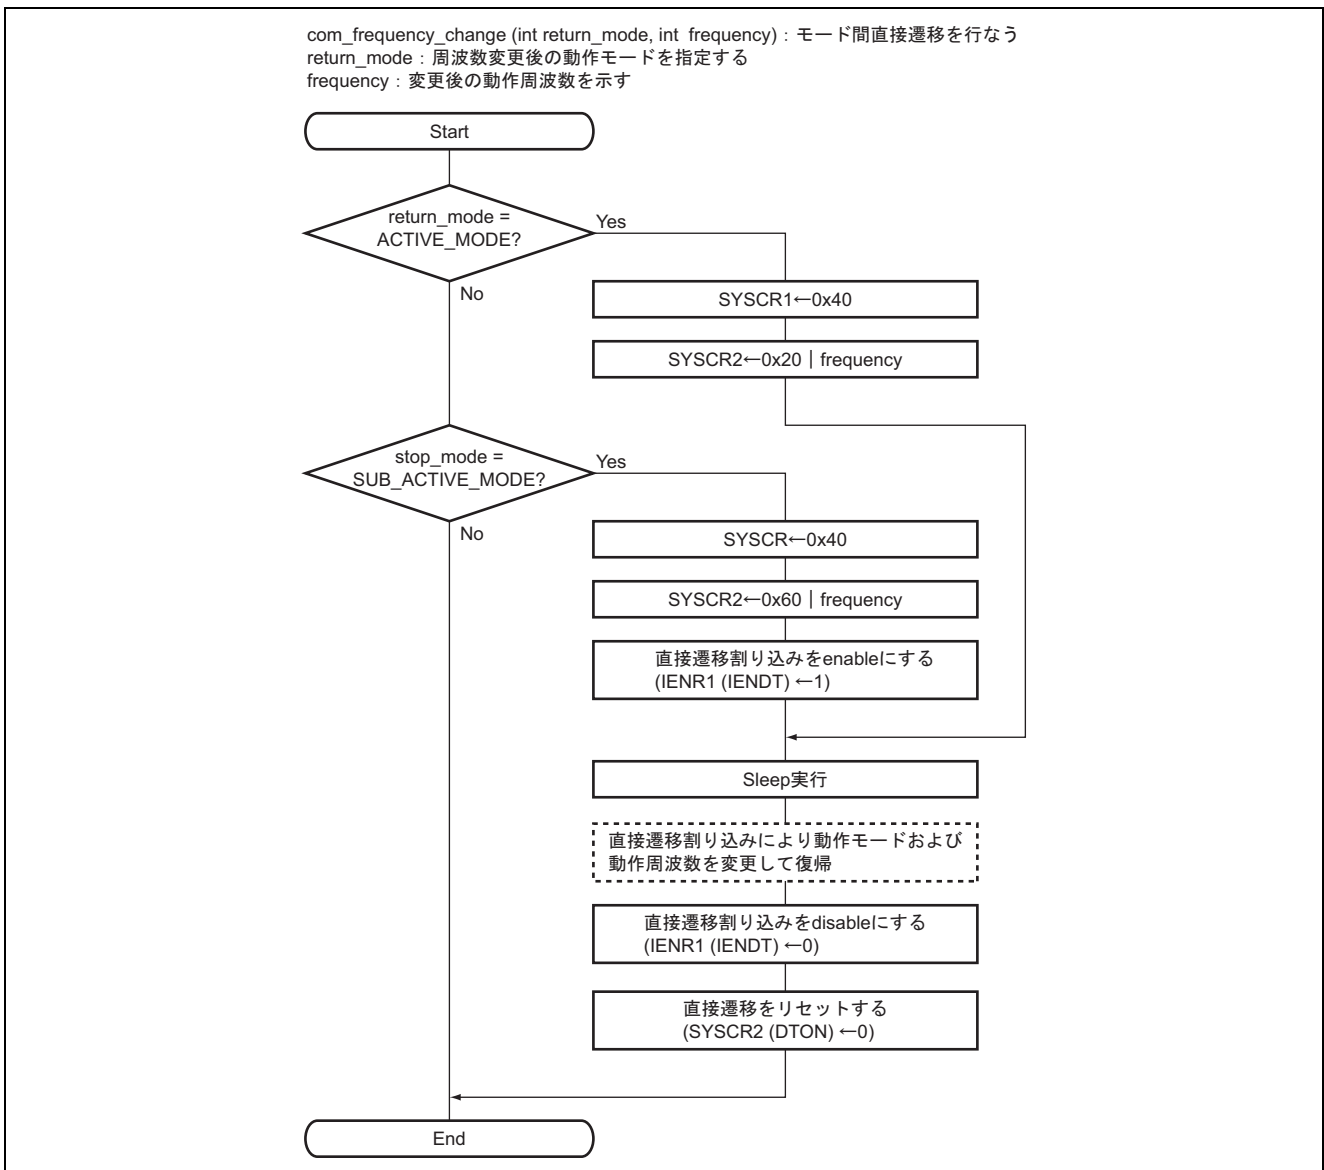 com_frequency_change (int return_mode, int frequency)：モード間直接遷移を行なう
return_mode：周波数変更後の動作モードを指定する
frequency：変更後の動作周波数を示す
Start
return_mode =
ACTIVE_MODE?
Yes
No
SYSCR1←0x40
SYSCR2←0x20｜frequency
stop_mode =
SUB_ACTIVE_MODE?
Yes
No
SYSCR←0x40
SYSCR2←0x60｜frequency
直接遷移割り込みをenableにする
(IENR1 (IENDT) ←1)
Sleep実行
直接遷移割り込みにより動作モードおよび
動作周波数を変更して復帰
直接遷移割り込みをdisableにする
(IENR1 (IENDT) ←0)
直接遷移をリセットする
(SYSCR2 (DTON) ←0)
End